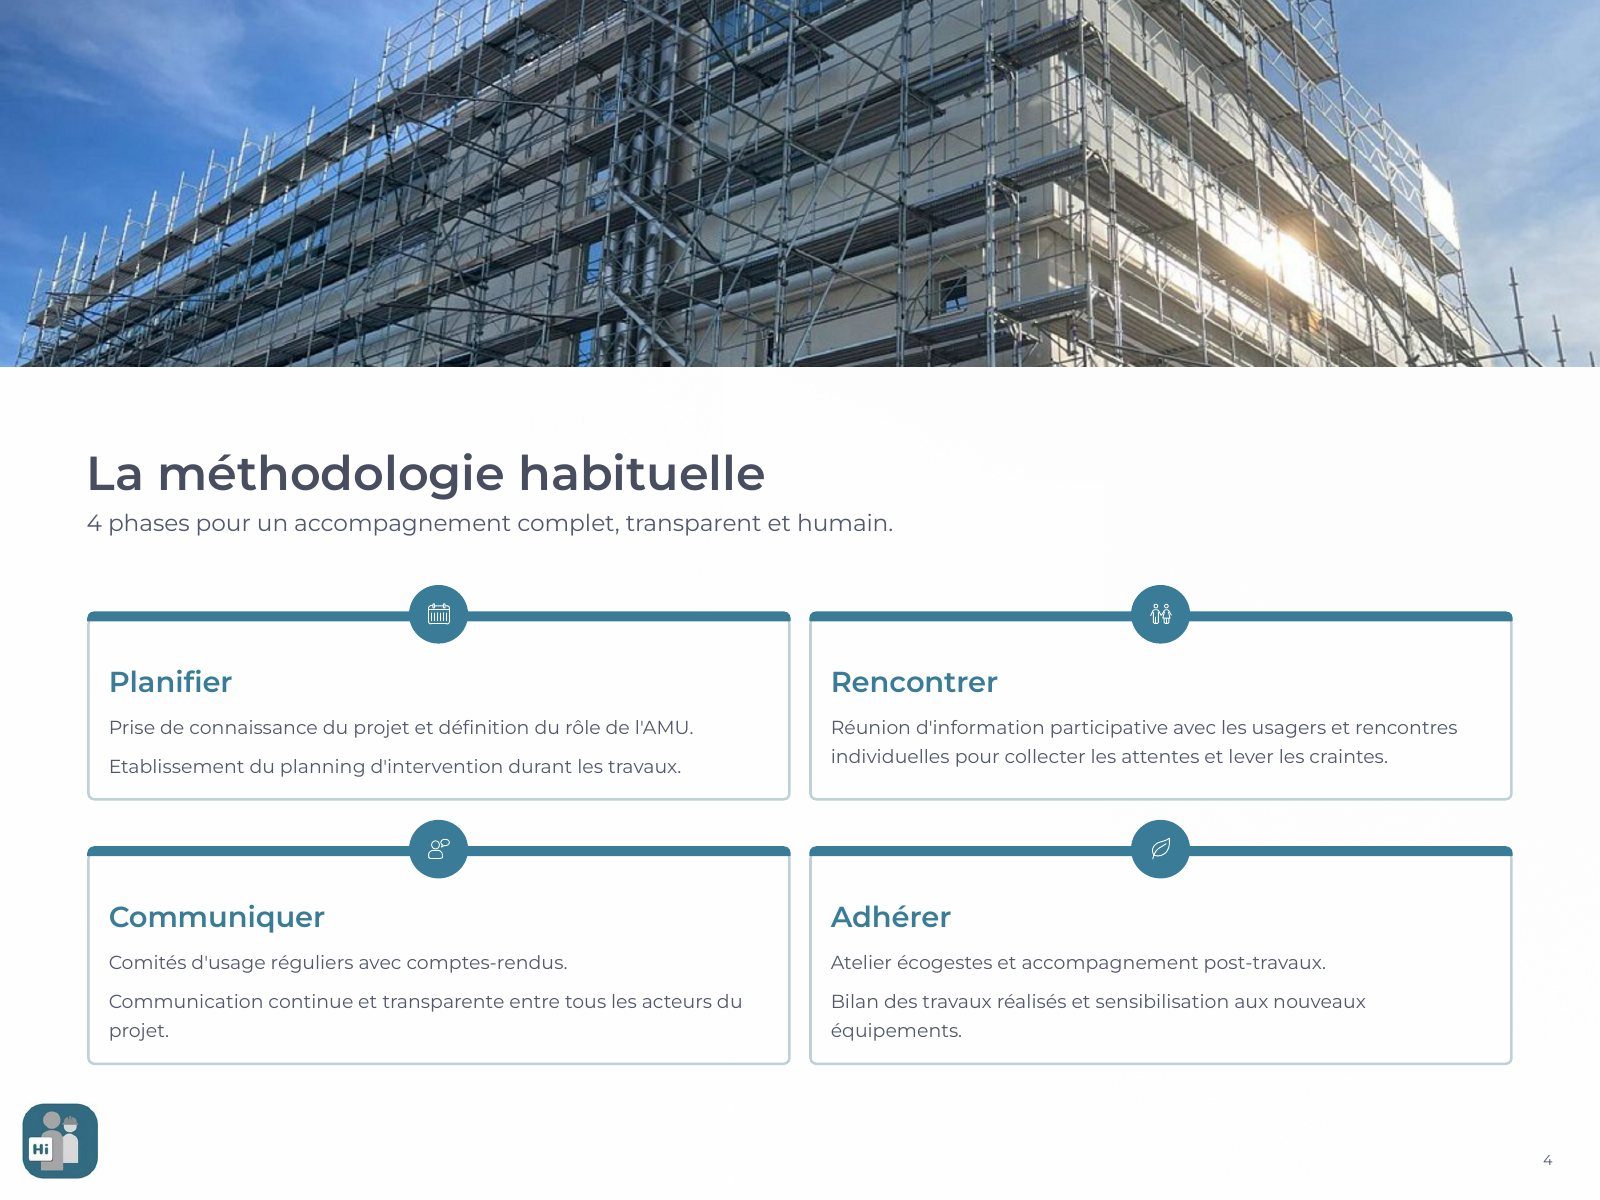 La méthodologie habituelle
4 phases pour un accompagnement complet, transparent et humain.
Planifier
Prise de connaissance du projet et définition du rôle de l'AMU.
Etablissement du planning d'intervention durant les travaux.
Rencontrer
Réunion d'information participative avec les usagers et rencontres
individuelles pour collecter les attentes et lever les craintes.
Communiquer
Comités d'usage réguliers avec comptes-rendus.
Communication continue et transparente entre tous les acteurs du
projet.
Adhérer
Atelier écogestes et accompagnement post-travaux.
Bilan des travaux réalisés et sensibilisation aux nouveaux
équipements.
Hi
4